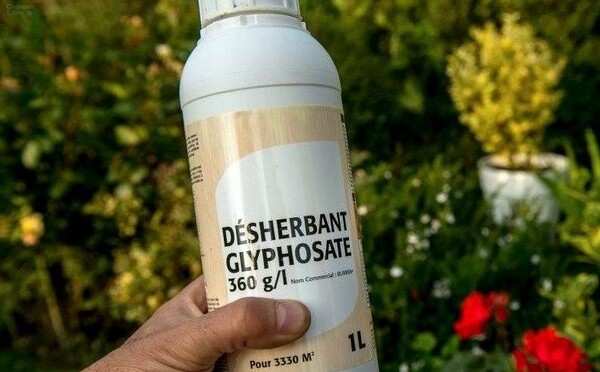 DÉSHERBANT
GLYPHOSATE
360 g/l Nom Commercial : BUREX
1L
Pour 3330 M²